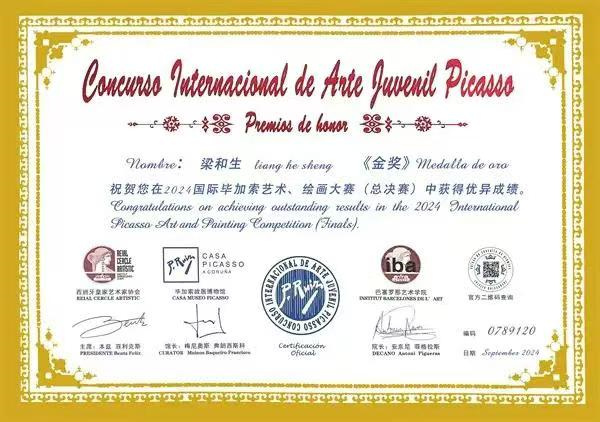 Concurso Internacional de Arte Juvenil Picasso
Premios de honor
Nombre: 梁和生 liang he sheng 《金奖》 Medalla de oro
祝贺您在2024国际毕加索艺术、绘画大赛（总决赛）中获得优异成绩。
Congratulations on achieving outstanding results in the 2024 International
Picasso Art and Painting Competition (Finals).
REIAL CERCLE ARTISTIC
西班牙皇家艺术家协会
REIAL CERCLE ARTISTIC
P. Ruiz
CASA PICASSO
A CORUÑA
毕加索故居博物馆
CASA MUSEO PICASSO
CONCURSO INTERNACIONAL DE ARTE JUVENIL PICASSO
P. Ruiz
Certificación
Oficial
iba
巴塞罗那艺术学院
INSTITUT BARCELONES DE L' ART
官方二维码查询
主席：本兹 菲利克斯
PRESIDENTE Beatz Feliz
馆长：梅尼奥斯 弗朗西斯科
CURATOR Muinos Baqueiro Francisco
院长：安东尼 菲格拉斯
DECANO Antoni Figueras
编码 0789120
日期 September 2024